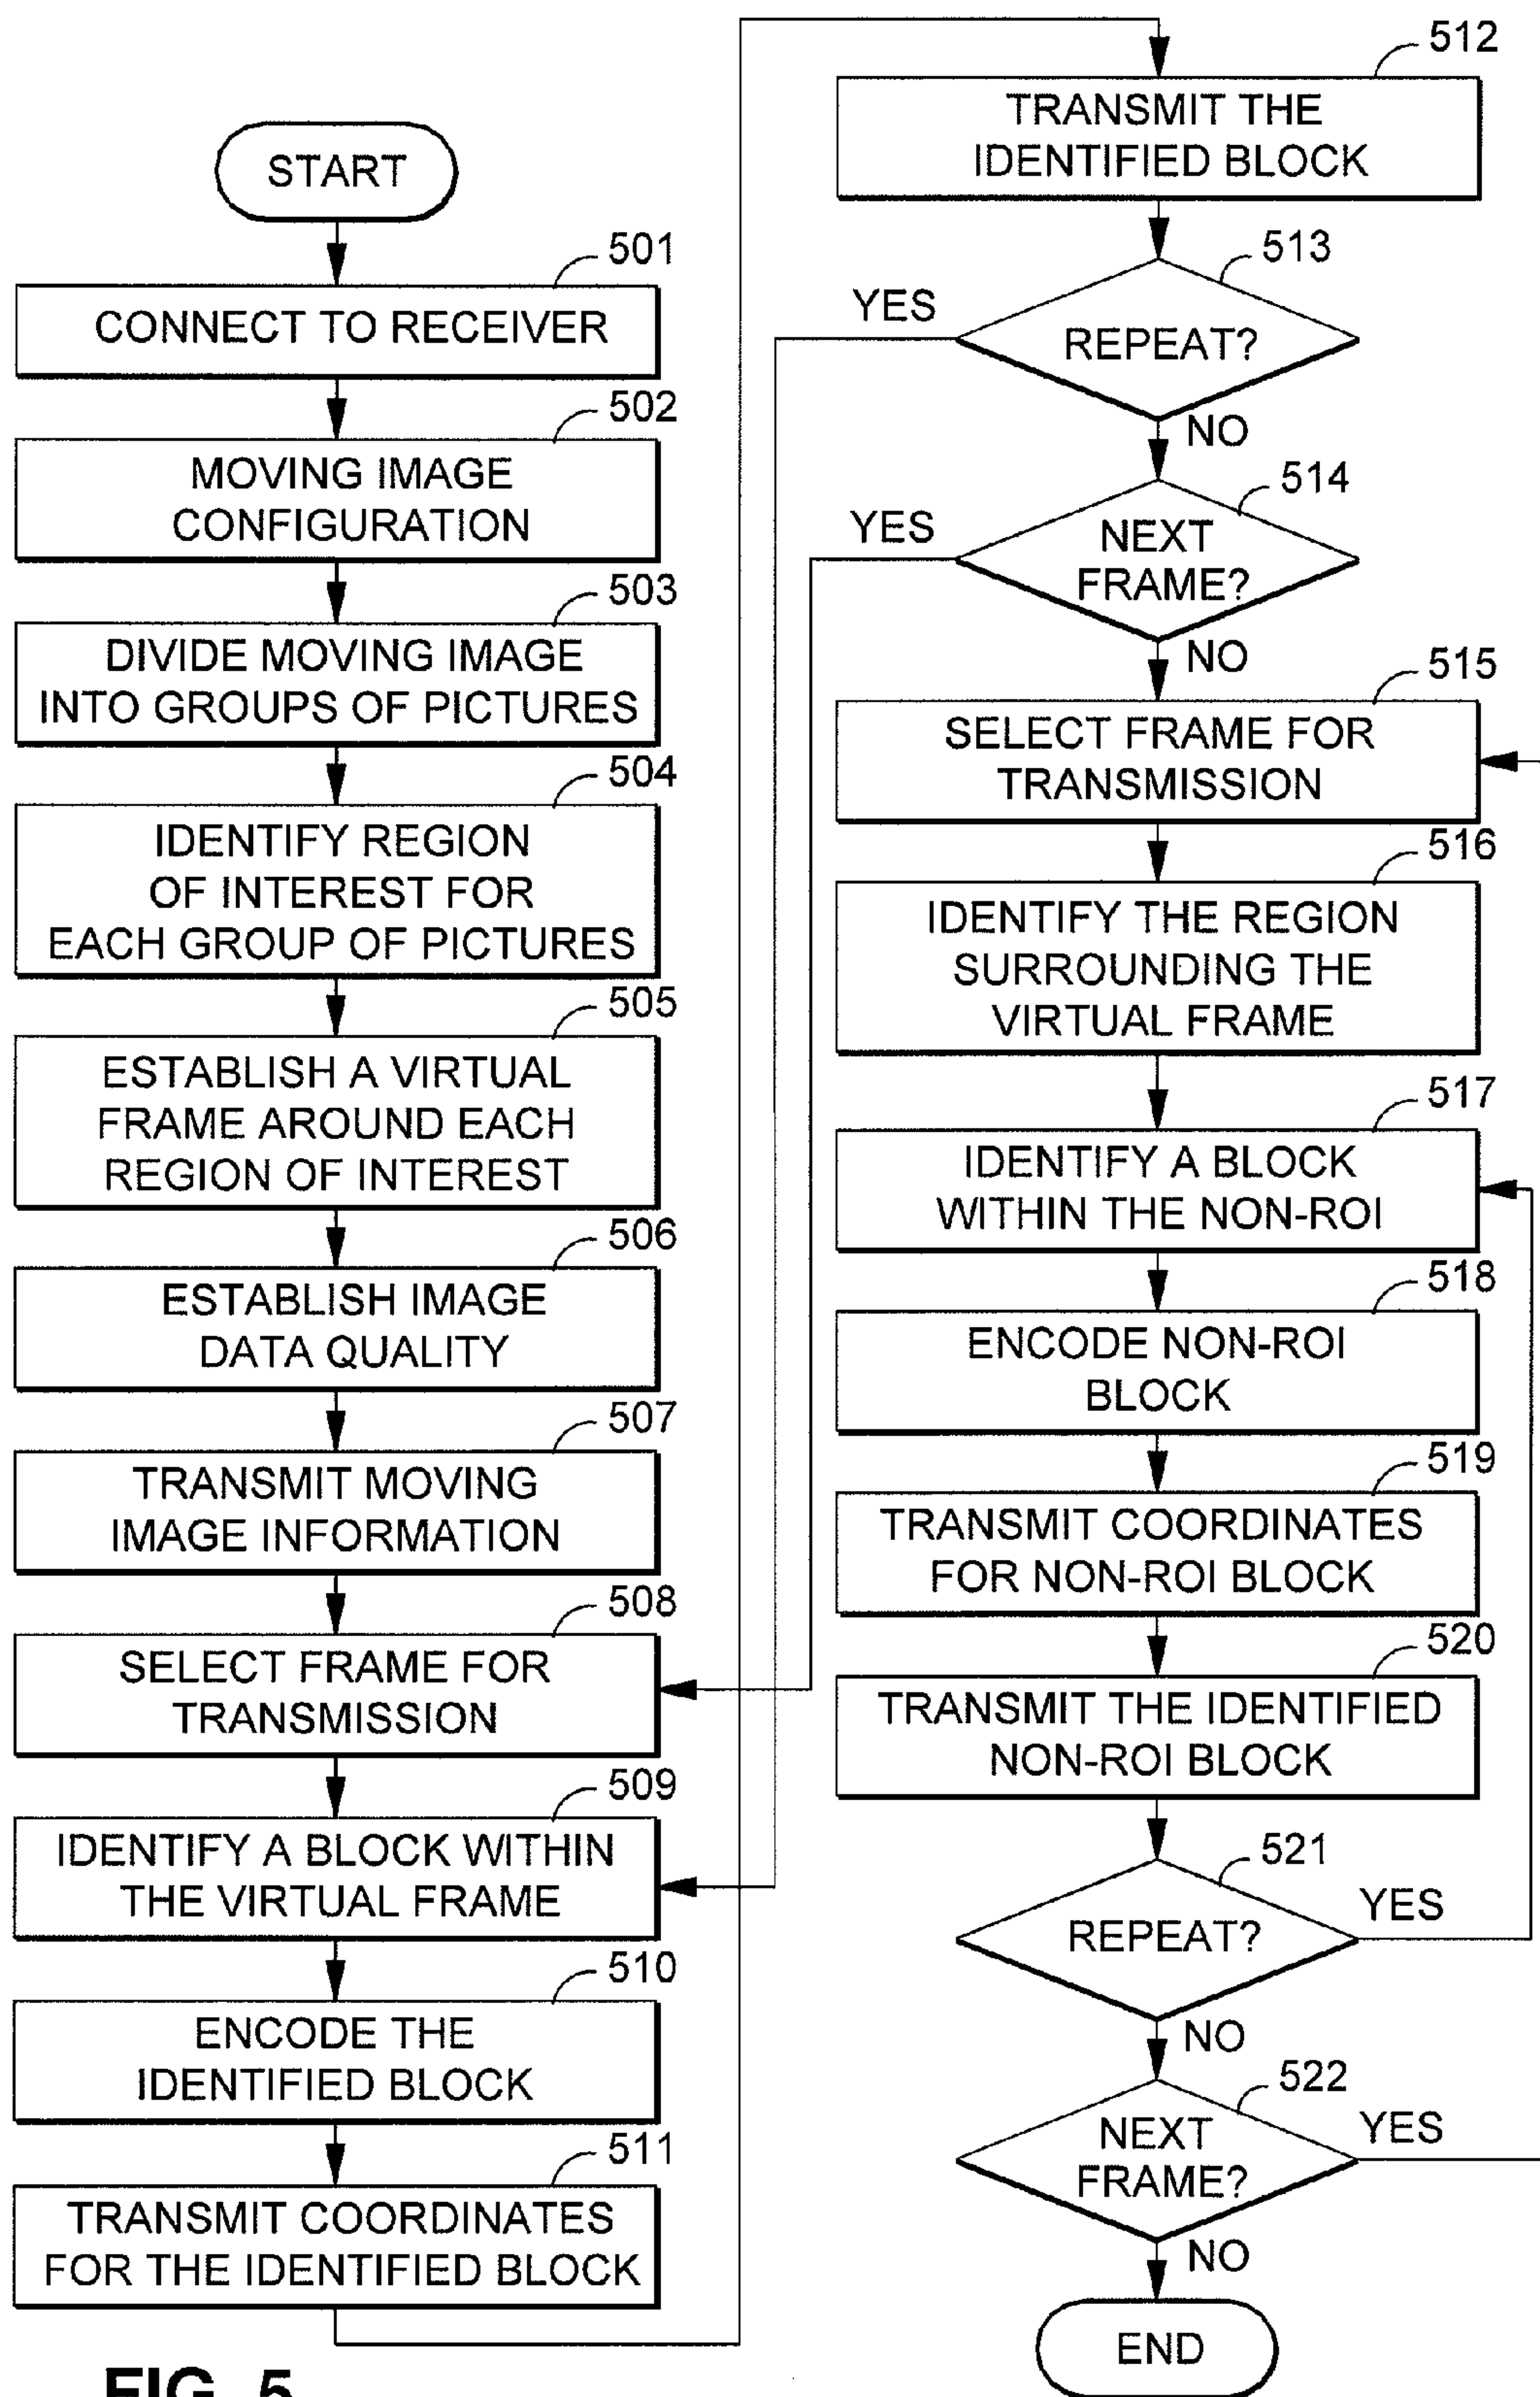 START
501
CONNECT TO RECEIVER
502
MOVING IMAGE
CONFIGURATION
503
DIVIDE MOVING IMAGE
INTO GROUPS OF PICTURES
504
IDENTIFY REGION
OF INTEREST FOR
EACH GROUP OF PICTURES
505
ESTABLISH A VIRTUAL
FRAME AROUND EACH
REGION OF INTEREST
506
ESTABLISH IMAGE
DATA QUALITY
507
TRANSMIT MOVING
IMAGE INFORMATION
508
SELECT FRAME FOR
TRANSMISSION
509
IDENTIFY A BLOCK WITHIN
THE VIRTUAL FRAME
510
ENCODE THE
IDENTIFIED BLOCK
511
TRANSMIT COORDINATES
FOR THE IDENTIFIED BLOCK
512
TRANSMIT THE
IDENTIFIED BLOCK
513
YES
REPEAT?
NO
514
YES
NEXT
FRAME?
NO
515
SELECT FRAME FOR
TRANSMISSION
516
IDENTIFY THE REGION
SURROUNDING THE
VIRTUAL FRAME
517
IDENTIFY A BLOCK
WITHIN THE NON-ROI
518
ENCODE NON-ROI
BLOCK
519
TRANSMIT COORDINATES
FOR NON-ROI BLOCK
520
TRANSMIT THE IDENTIFIED
NON-ROI BLOCK
521
YES
REPEAT?
NO
522
YES
NEXT
FRAME?
NO
END
FIG. 5